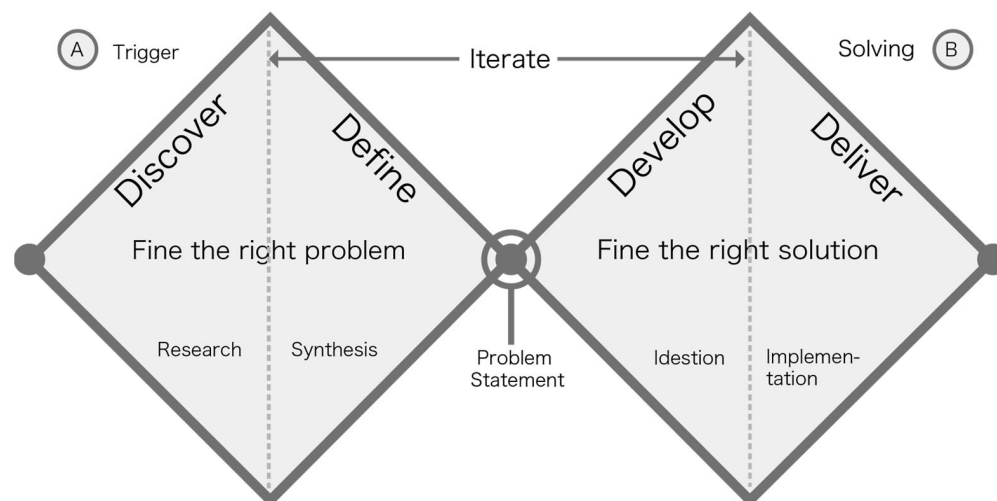 A Trigger
Iterate
Solving B
Discover
Define
Develop
Deliver
Fine the right problem
Fine the right solution
Research
Synthesis
Problem
Statement
Idestion
Implemen-
tation